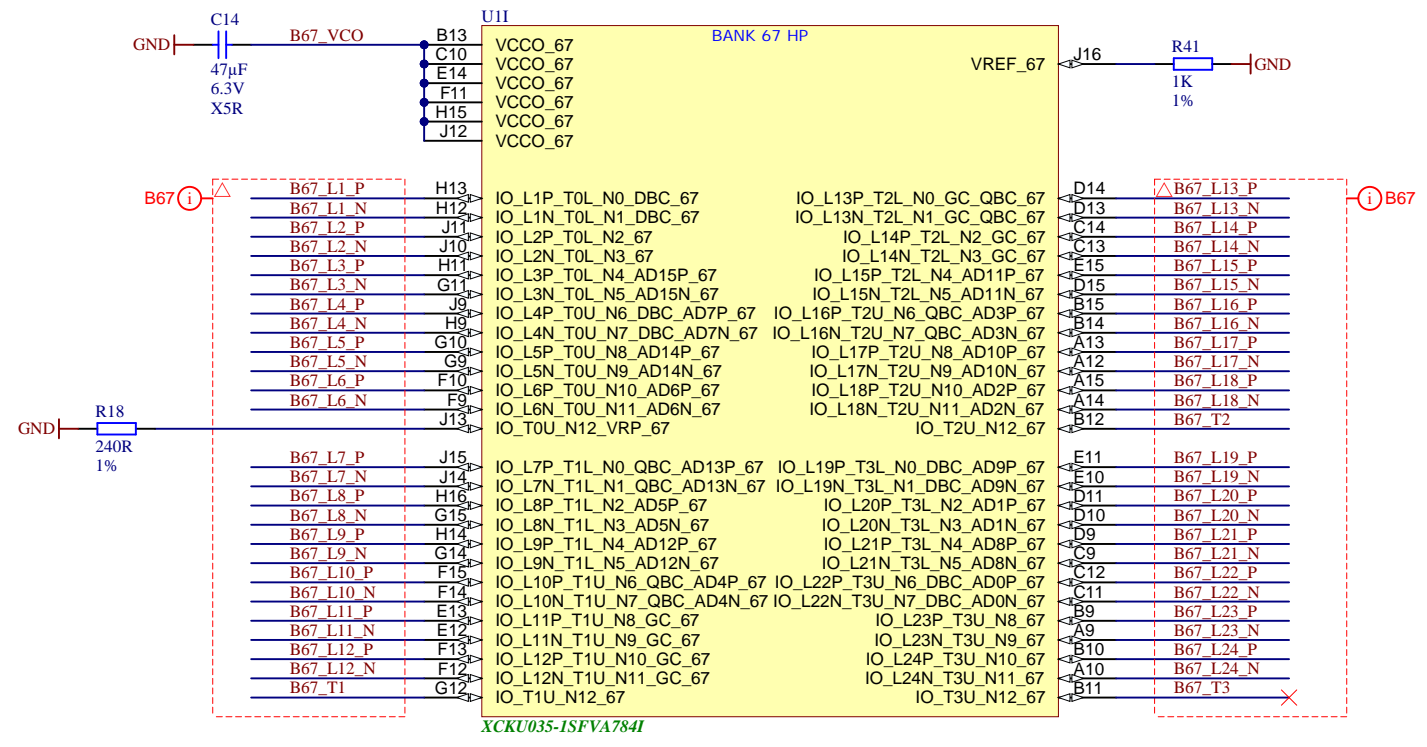 C14
GND
B67_VCO
47µF
6.3V
X5R
U1I
BANK 67 HP
B13 VCCO_67
C10 VCCO_67
E14 VCCO_67
F11 VCCO_67
H15 VCCO_67
J12 VCCO_67
VREF_67 J16
R41
GND
1K
1%
B67 i
B67_L1_P H13 IO_L1P_T0L_N0_DBC_67
B67_L1_N H12 IO_L1N_T0L_N1_DBC_67
B67_L2_P J11 IO_L2P_T0L_N2_67
B67_L2_N J10 IO_L2N_T0L_N3_67
B67_L3_P H11 IO_L3P_T0L_N4_AD15P_67
B67_L3_N G11 IO_L3N_T0L_N5_AD15N_67
B67_L4_P J9 IO_L4P_T0U_N6_DBC_AD7P_67
B67_L4_N H9 IO_L4N_T0U_N7_DBC_AD7N_67
B67_L5_P G10 IO_L5P_T0U_N8_AD14P_67
B67_L5_N G9 IO_L5N_T0U_N9_AD14N_67
B67_L6_P F10 IO_L6P_T0U_N10_AD6P_67
B67_L6_N F9 IO_L6N_T0U_N11_AD6N_67
R18
GND
240R
1%
J13 IO_T0U_N12_VRP_67
B67_L7_P J15 IO_L7P_T1L_N0_QBC_AD13P_67
B67_L7_N J14 IO_L7N_T1L_N1_QBC_AD13N_67
B67_L8_P H16 IO_L8P_T1L_N2_AD5P_67
B67_L8_N G15 IO_L8N_T1L_N3_AD5N_67
B67_L9_P H14 IO_L9P_T1L_N4_AD12P_67
B67_L9_N G14 IO_L9N_T1L_N5_AD12N_67
B67_L10_P F15 IO_L10P_T1U_N6_QBC_AD4P_67
B67_L10_N F14 IO_L10N_T1U_N7_QBC_AD4N_67
B67_L11_P E13 IO_L11P_T1U_N8_GC_67
B67_L11_N E12 IO_L11N_T1U_N9_GC_67
B67_L12_P F13 IO_L12P_T1U_N10_GC_67
B67_L12_N F12 IO_L12N_T1U_N11_GC_67
B67_T1 G12 IO_T1U_N12_67
IO_L13P_T2L_N0_GC_QBC_67 D14 B67_L13_P
IO_L13N_T2L_N1_GC_QBC_67 D13 B67_L13_N
IO_L14P_T2L_N2_GC_67 C14 B67_L14_P
IO_L14N_T2L_N3_GC_67 C13 B67_L14_N
IO_L15P_T2L_N4_AD11P_67 E15 B67_L15_P
IO_L15N_T2L_N5_AD11N_67 D15 B67_L15_N
IO_L16P_T2U_N6_QBC_AD3P_67 B15 B67_L16_P
IO_L16N_T2U_N7_QBC_AD3N_67 B14 B67_L16_N
IO_L17P_T2U_N8_AD10P_67 A13 B67_L17_P
IO_L17N_T2U_N9_AD10N_67 A12 B67_L17_N
IO_L18P_T2U_N10_AD2P_67 A15 B67_L18_P
IO_L18N_T2U_N11_AD2N_67 A14 B67_L18_N
IO_T2U_N12_67 B12 B67_T2
IO_L19P_T3L_N0_DBC_AD9P_67 E11 B67_L19_P
IO_L19N_T3L_N1_DBC_AD9N_67 E10 B67_L19_N
IO_L20P_T3L_N2_AD1P_67 D11 B67_L20_P
IO_L20N_T3L_N3_AD1N_67 D10 B67_L20_N
IO_L21P_T3L_N4_AD8P_67 D9 B67_L21_P
IO_L21N_T3L_N5_AD8N_67 C9 B67_L21_N
IO_L22P_T3U_N6_DBC_AD0P_67 C12 B67_L22_P
IO_L22N_T3U_N7_DBC_AD0N_67 C11 B67_L22_N
IO_L23P_T3U_N8_67 B9 B67_L23_P
IO_L23N_T3U_N9_67 A9 B67_L23_N
IO_L24P_T3U_N10_67 B10 B67_L24_P
IO_L24N_T3U_N11_67 A10 B67_L24_N
IO_T3U_N12_67 B11 B67_T3
i B67
XCKU035-1SFVA784I